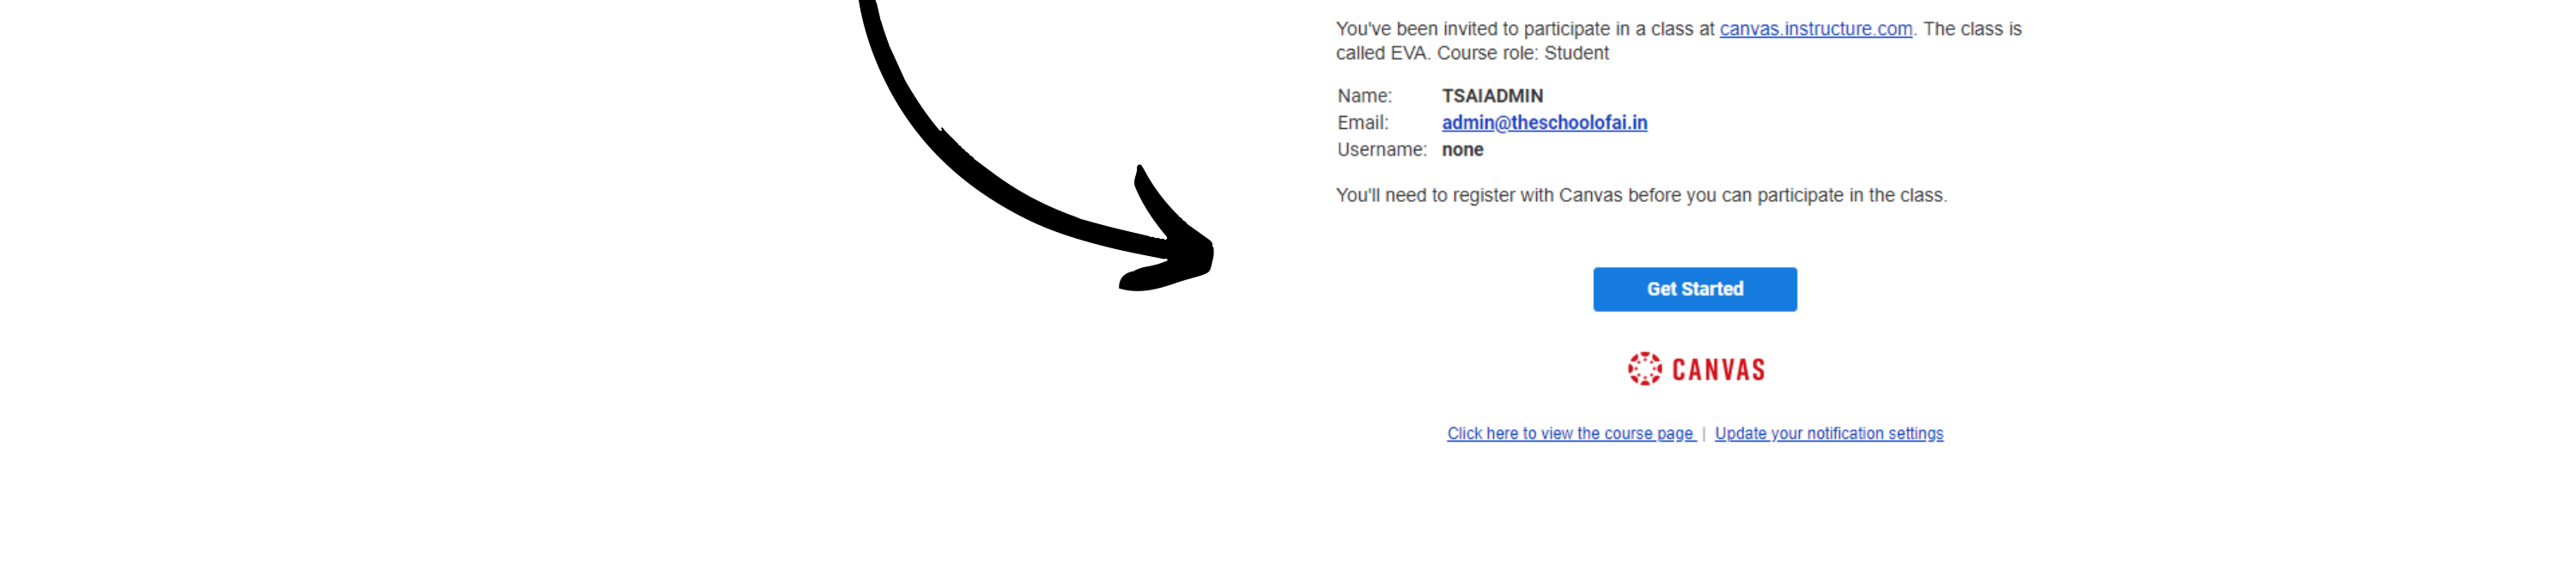 You've been invited to participate in a class at canvas.instructure.com. The class is
called EVA. Course role: Student
Name: TSAIADMIN
Email: admin@theschoolofai.in
Username: none
You'll need to register with Canvas before you can participate in the class.
Get Started
CANVAS
Click here to view the course page | Update your notification settings